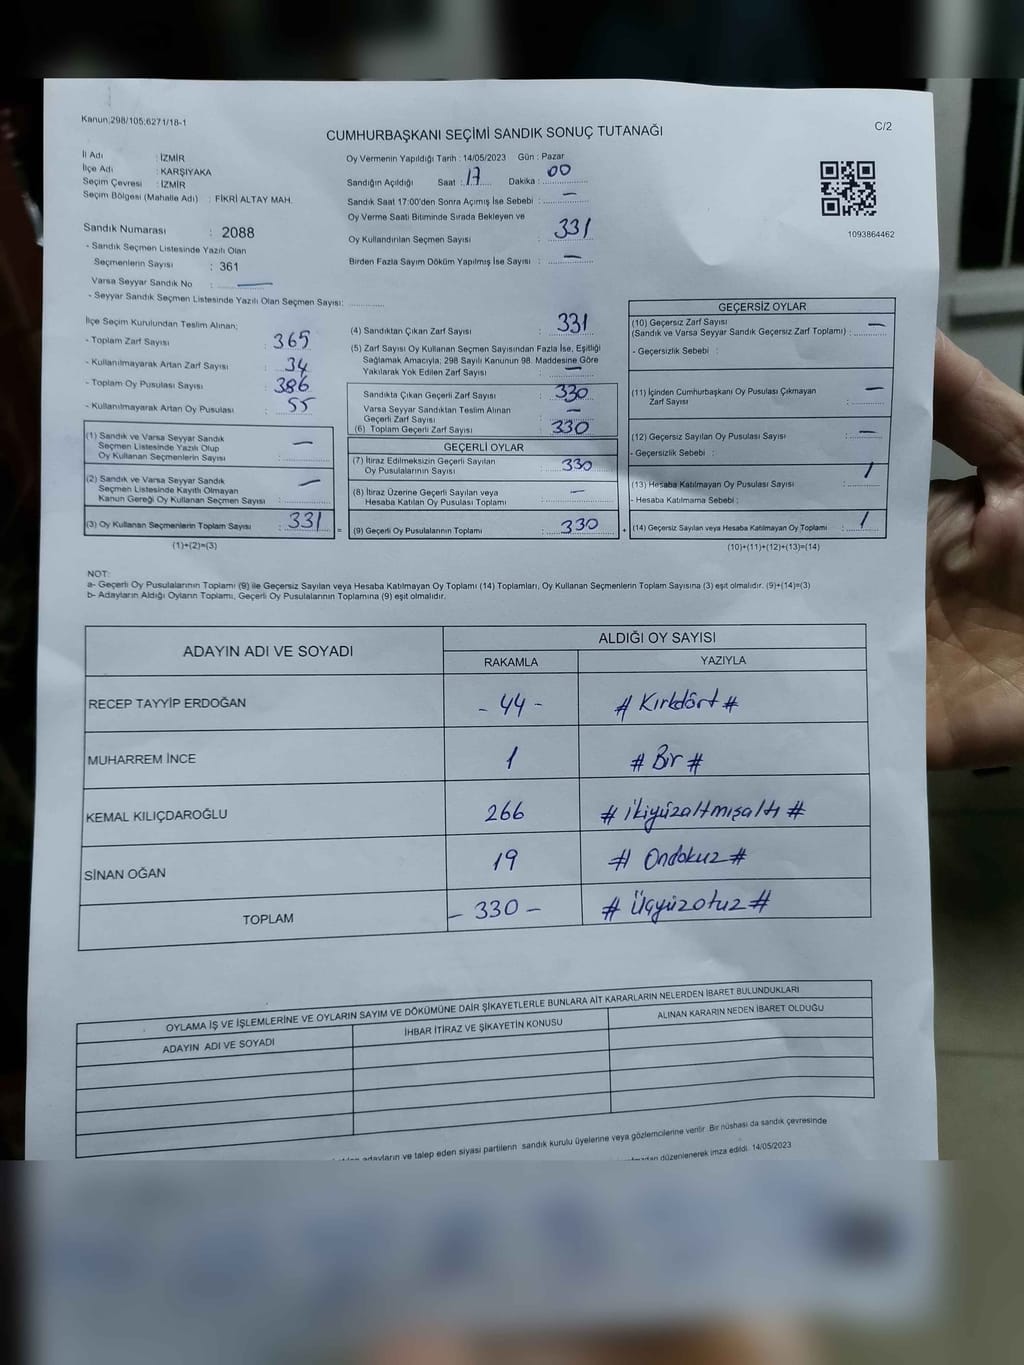 Kanun;298/105;6271/18-1
CUMHURBAŞKANI SEÇİMİ SANDIK SONUÇ TUTANAĞI
C/2
İl Adı : İZMİR
İlçe Adı : KARŞIYAKA
Seçim Çevresi : İZMİR
Seçim Bölgesi (Mahalle Adı) : FİKRİ ALTAY MAH.
Oy Vermenin Yapıldığı Tarih : 14/05/2023 Gün : Pazar
Sandığın Açıldığı Saat : 17 Dakika : 00
Sandık Saat 17:00'den Sonra Açımış İse Sebebi : —
Oy Verme Saati Bitiminde Sırada Bekleyen ve
Oy Kullandırılan Seçmen Sayısı : 331
Birden Fazla Sayım Döküm Yapılmış İse Sayısı : —
1093864462
Sandık Numarası : 2088
- Sandık Seçmen Listesinde Yazılı Olan
Seçmenlerin Sayısı : 361
Varsa Seyyar Sandık No : —
- Seyyar Sandık Seçmen Listesinde Yazılı Olan Seçmen Sayısı: ............
İlçe Seçim Kurulundan Teslim Alınan;
- Toplam Zarf Sayısı : 365
- Kullanılmayarak Artan Zarf Sayısı : 34
- Toplam Oy Pusulası Sayısı : 386
- Kullanılmayarak Artan Oy Pusulası : 55
(1) Sandık ve Varsa Seyyar Sandık
Seçmen Listesinde Yazılı Olup
Oy Kullanan Seçmenlerin Sayısı : —
(2) Sandık ve Varsa Seyyar Sandık
Seçmen Listesinde Kayıtlı Olmayan
Kanun Gereği Oy Kullanan Seçmen Sayısı : —
(3) Oy Kullanan Seçmenlerin Toplam Sayısı : 331 =
(1)+(2)=(3)
(4) Sandıktan Çıkan Zarf Sayısı : 331
(5) Zarf Sayısı Oy Kullanan Seçmen Sayısından Fazla İse, Eşitliği
Sağlamak Amacıyla; 298 Sayılı Kanunun 98. Maddesine Göre
Yakılarak Yok Edilen Zarf Sayısı : —
Sandıkta Çıkan Geçerli Zarf Sayısı : 330
Varsa Seyyar Sandıktan Teslim Alınan
Geçerli Zarf Sayısı : —
(6) Toplam Geçerli Zarf Sayısı : 330
GEÇERLİ OYLAR
(7) İtiraz Edilmeksizin Geçerli Sayılan
Oy Pusulalarının Sayısı : 330
(8) İtiraz Üzerine Geçerli Sayılan veya
Hesaba Katılan Oy Pusulası Toplamı : —
(9) Geçerli Oy Pusulalarının Toplamı : 330 +
GEÇERSİZ OYLAR
(10) Geçersiz Zarf Sayısı
(Sandık ve Varsa Seyyar Sandık Geçersiz Zarf Toplamı) : —
- Geçersizlik Sebebi :
(11) İçinden Cumhurbaşkanı Oy Pusulası Çıkmayan
Zarf Sayısı : —
(12) Geçersiz Sayılan Oy Pusulası Sayısı : —
- Geçersizlik Sebebi :
(13) Hesaba Katılmayan Oy Pusulası Sayısı : 1
- Hesaba Katılmama Sebebi :
(14) Geçersiz Sayılan veya Hesaba Katılmayan Oy Toplamı : 1
(10)+(11)+(12)+(13)=(14)
NOT:
a- Geçerli Oy Pusulalarının Toplamı (9) ile Geçersiz Sayılan veya Hesaba Katılmayan Oy Toplamı (14) Toplamları, Oy Kullanan Seçmenlerin Toplam Sayısına (3) eşit olmalıdır. (9)+(14)=(3)
b- Adayların Aldığı Oyların Toplamı, Geçerli Oy Pusulalarının Toplamına (9) eşit olmalıdır.
ADAYIN ADI VE SOYADI
ALDIĞI OY SAYISI
RAKAMLA YAZIYLA
RECEP TAYYİP ERDOĞAN - 44 - # Kırkdört #
MUHARREM İNCE 1 # Bir #
KEMAL KILIÇDAROĞLU 266 # ikiyüzaltmışaltı #
SİNAN OĞAN 19 # Ondokuz #
TOPLAM - 330 - # Üçyüzotuz #
OYLAMA İŞ VE İŞLEMLERİNE VE OYLARIN SAYIM VE DÖKÜMÜNE DAİR ŞİKAYETLERLE BUNLARA AİT KARARLARIN NELERDEN İBARET BULUNDUKLARI
ADAYIN ADI VE SOYADI İHBAR İTİRAZ VE ŞİKAYETİN KONUSU ALINAN KARARIN NEDEN İBARET OLDUĞU
adayların ve talep eden siyasi partilerin sandık kurulu üyelerine veya gözlemcilerine verilir. Bir nüshası da sandık çevresinde
düzenlenerek imza edildi. 14/05/2023